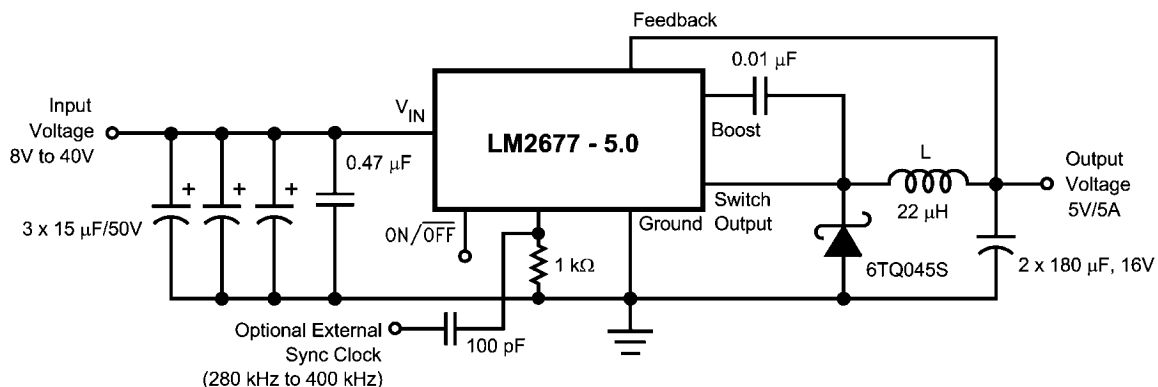 Feedback
0.01 µF
Input
Voltage
8V to 40V
V_IN
LM2677 - 5.0
Boost
0.47 µF
+
+
+
3 x 15 µF/50V
ON/OFF
Ground
Switch
Output
L
22 µH
Output
Voltage
5V/5A
1 kΩ
6TQ045S
2 x 180 µF, 16V
Optional External
Sync Clock
(280 kHz to 400 kHz)
100 pF